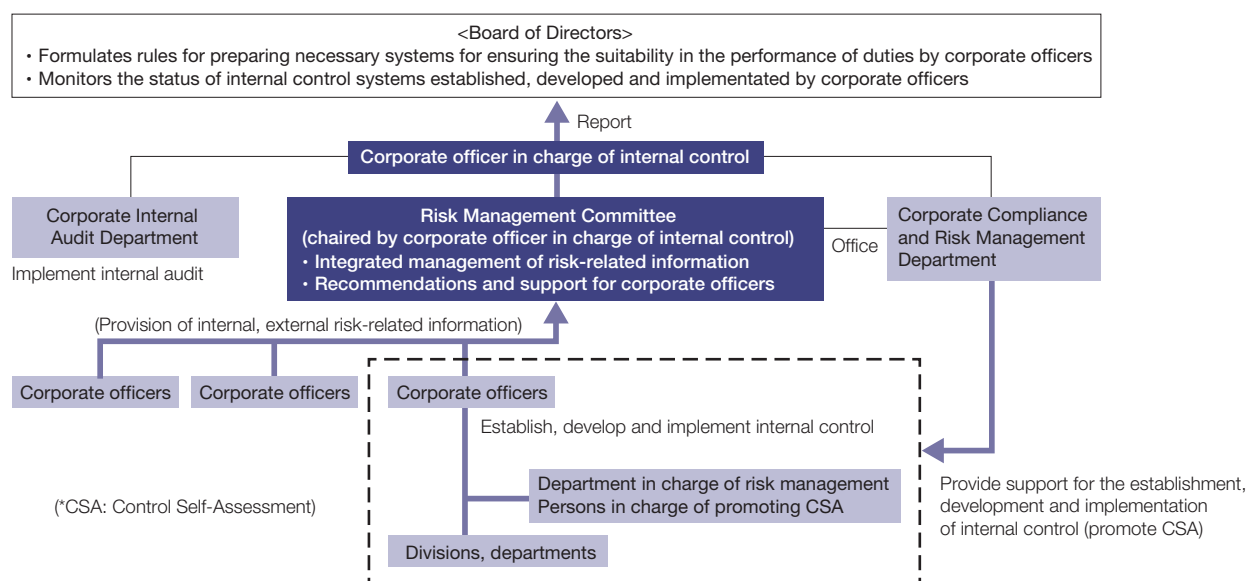 <Board of Directors>
・Formulates rules for preparing necessary systems for ensuring the suitability in the performance of duties by corporate officers
・Monitors the status of internal control systems established, developed and implementated by corporate officers
Report
Corporate officer in charge of internal control
Corporate Internal
Audit Department
Implement internal audit
Risk Management Committee
(chaired by corporate officer in charge of internal control)
・Integrated management of risk-related information
・Recommendations and support for corporate officers
Office
Corporate Compliance
and Risk Management
Department
(Provision of internal, external risk-related information)
Corporate officers
Corporate officers
Corporate officers
Establish, develop and implement internal control
Department in charge of risk management
Persons in charge of promoting CSA
Divisions, departments
(*CSA: Control Self-Assessment)
Provide support for the establishment,
development and implementation
of internal control (promote CSA)